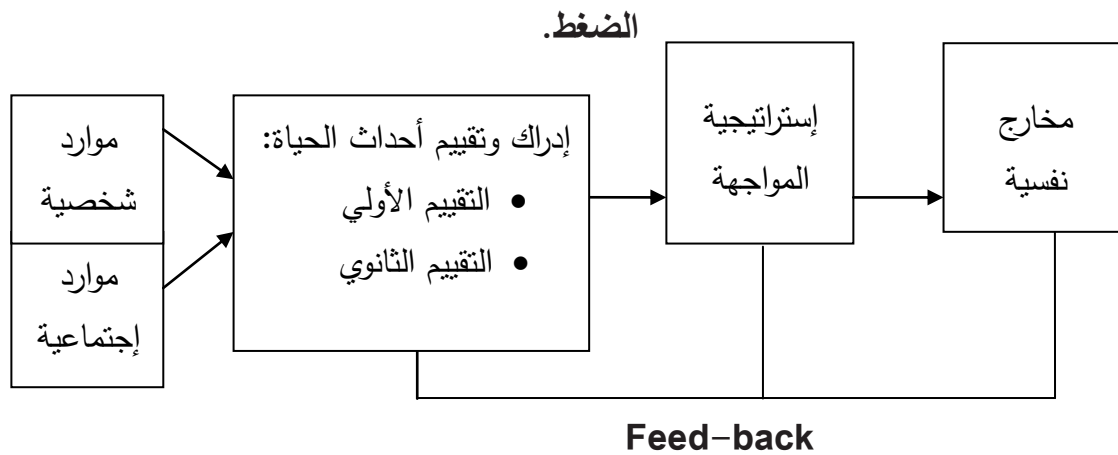 الضغط.
موارد
شخصية
موارد
إجتماعية
إدراك وتقييم أحداث الحياة:
• التقييم الأولي
• التقييم الثانوي
إستراتيجية
المواجهة
مخارج
نفسية
Feed-back